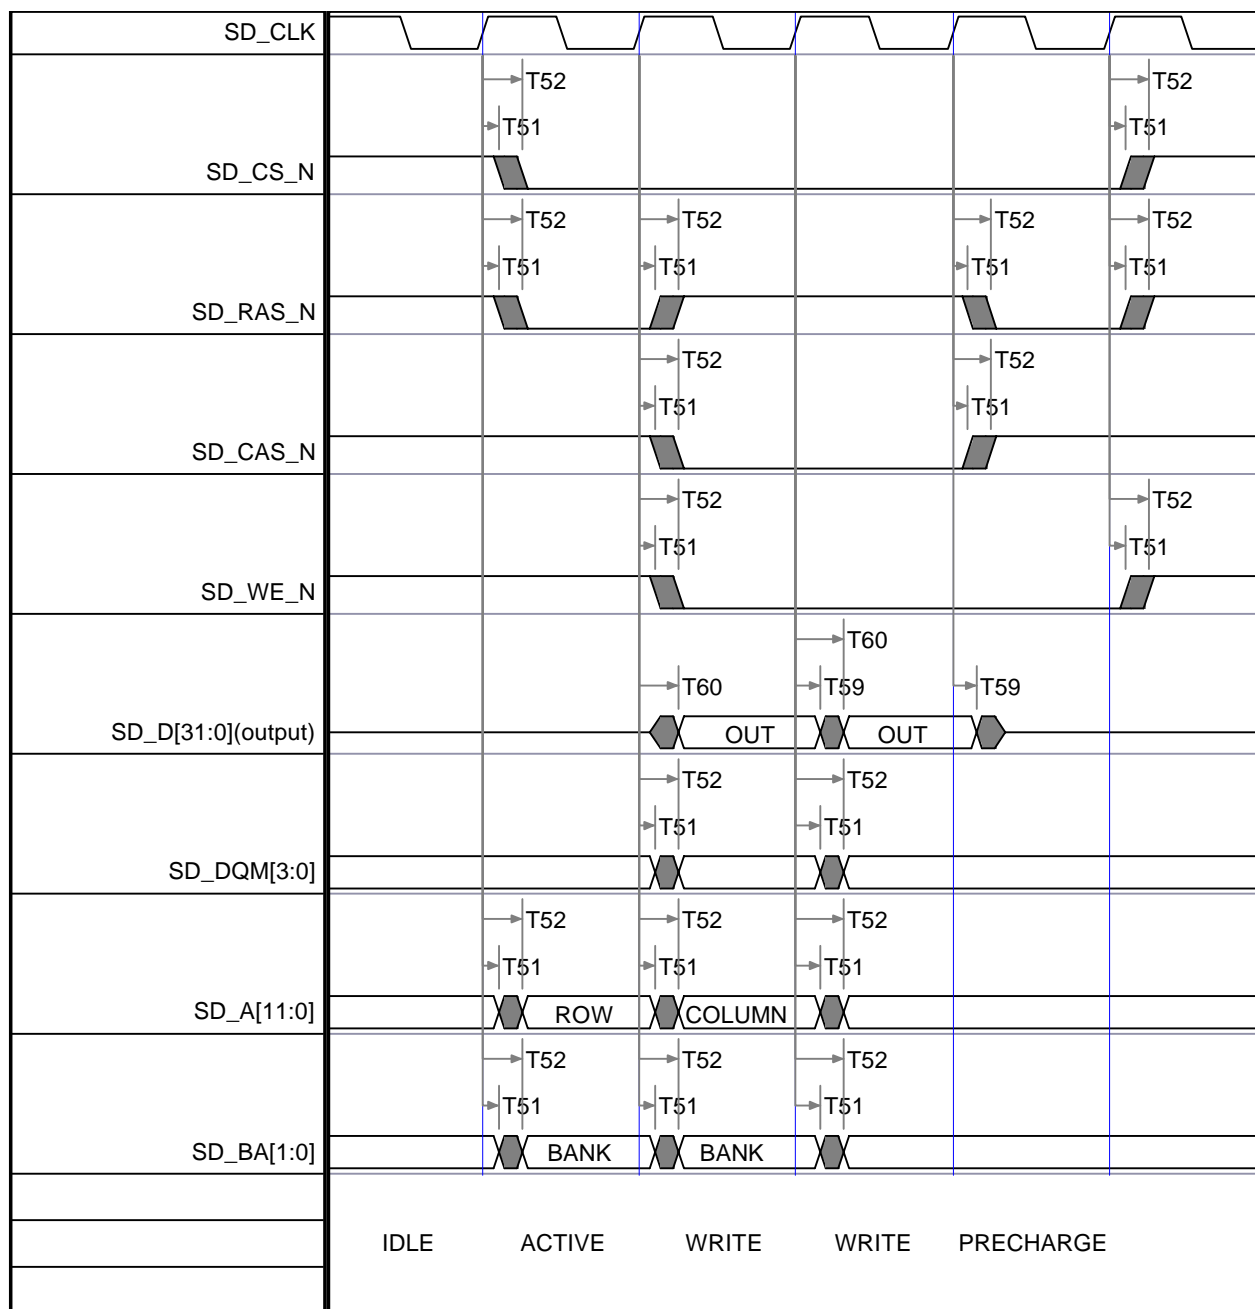 SD_CLK
T52 T52
T51 T51
SD_CS_N
T52 T52 T52 T52
T51 T51 T51 T51
SD_RAS_N
T52 T52
T51 T51
SD_CAS_N
T52 T52
T51 T51
SD_WE_N
T60
T60 T59 T59
SD_D[31:0](output) OUT OUT
T52 T52
T51 T51
SD_DQM[3:0]
T52 T52 T52
T51 T51 T51
SD_A[11:0] ROW COLUMN
T52 T52 T52
T51 T51 T51
SD_BA[1:0] BANK BANK
IDLE ACTIVE WRITE WRITE PRECHARGE